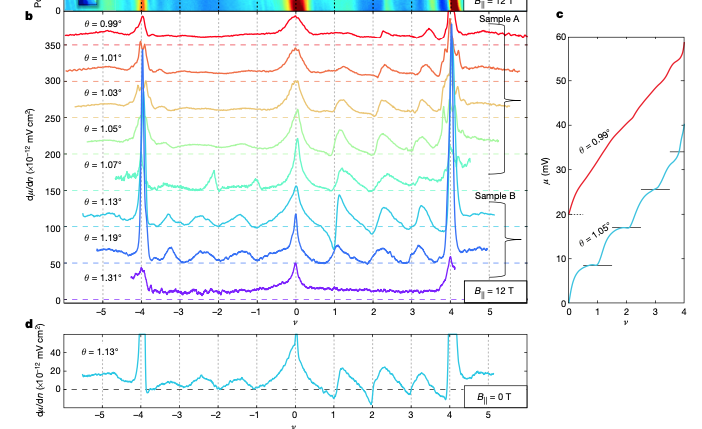 0
B|| = 12 T
b
Sample A
θ = 0.99°
350
θ = 1.01°
300
θ = 1.03°
250
θ = 1.05°
200
θ = 1.07°
150
Sample B
θ = 1.13°
100
θ = 1.19°
50
θ = 1.31°
0
B|| = 12 T
dμ/dn (×10⁻¹² mV cm²)
−5 −4 −3 −2 −1 0 1 2 3 4 5
ν
c
60
50
40
30
20
10
0
μ (mV)
θ = 0.99°
θ = 1.05°
0 1 2 3 4
ν
d
θ = 1.13°
40
20
0
dμ/dn (×10⁻¹² mV cm²)
B|| = 0 T
−5 −4 −3 −2 −1 0 1 2 3 4 5